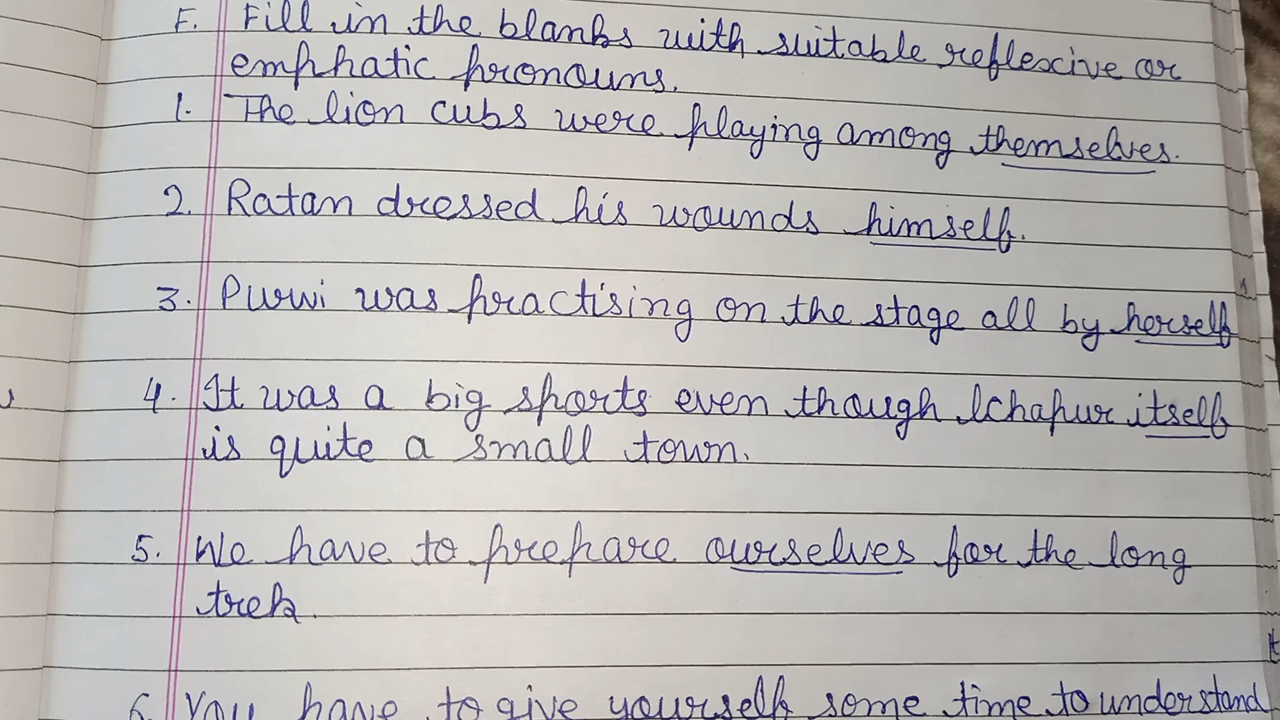 F. Fill in the blanks with suitable reflexive or
emphatic pronouns.
1. The lion cubs were playing among themselves.
2. Ratan dressed his wounds himself.
3. Purvi was practising on the stage all by herself
4. It was a big sports even though Ichapur itself
is quite a small town.
5. We have to prepare ourselves for the long
trek.
6. You have to give yourself some time to understand